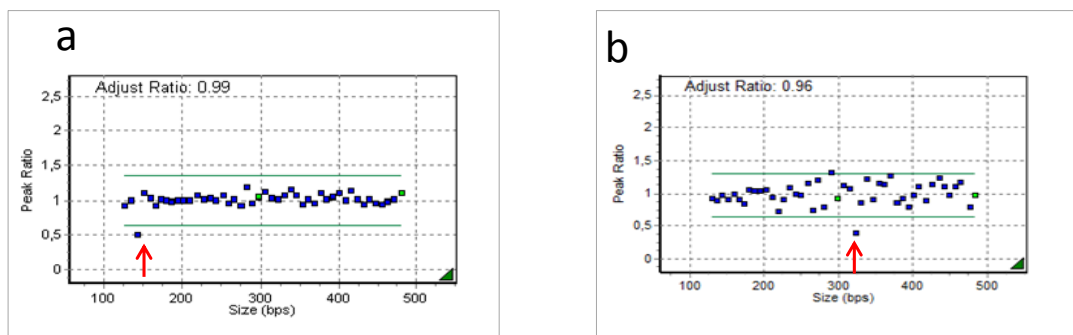 a
Adjust Ratio: 0.99
2,5
2
1,5
1
0,5
0
Peak Ratio
100 200 300 400 500
Size (bps)
b
Adjust Ratio: 0.96
2,5
2
1,5
1
0,5
0
Peak Ratio
100 200 300 400 500
Size (bps)